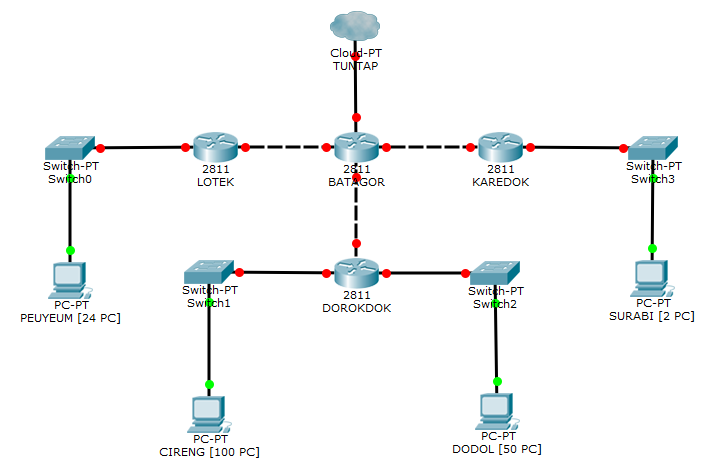 Cloud-PT
TUNTAP
Switch-PT
Switch0
2811
LOTEK
2811
BATAGOR
2811
KAREDOK
Switch-PT
Switch3
PC-PT
PEUYEUM [24 PC]
Switch-PT
Switch1
2811
DOROKDOK
Switch-PT
Switch2
PC-PT
SURABI [2 PC]
PC-PT
CIRENG [100 PC]
PC-PT
DODOL [50 PC]